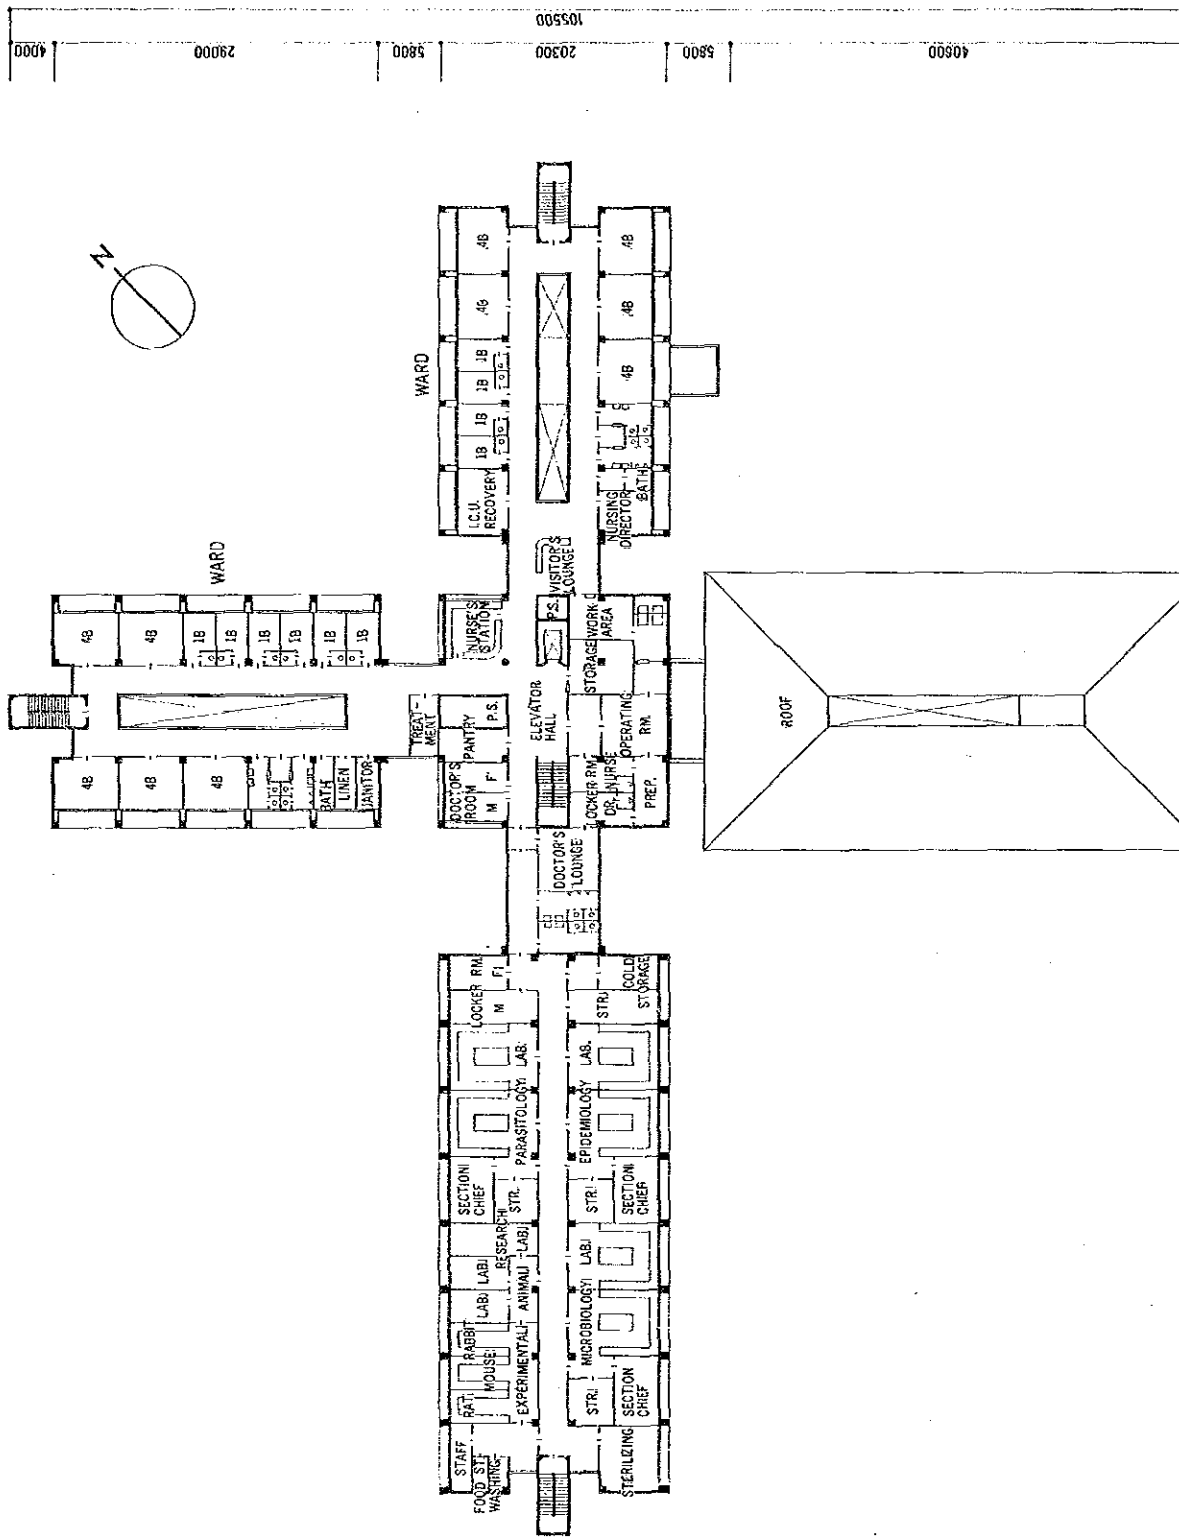 105500
4000
29000
5800
20300
5800
40600
N
WARD
4B
4B
4B
4B
4B
1B
1B
1B
1B
I.C.U.
RECOVERY
NURSING
DIRECTOR
BATH
VISITOR'S
LOUNGE
WARD
4B
4B
1B
1B
1B
1B
1B
1B
4B
4B
4B
BATH
LINEN
JANITOR
TREAT-
MENT
NURSE'S
STATION
P.S.
WORK
AREA
STORAGE
ELEVATOR
HALL
P.S.
PANTRY
DOCTOR'S
ROOM
M
F
OPERATING
RM.
LOCKER RM.
DR.
NURSE
PREP.
DOCTOR'S
LOUNGE
ROOF
LOCKER RM.
M
F
COLD
STORAGE
STR.
PARASITOLOGY LAB.
EPIDEMIOLOGY LAB.
SECTION
CHIEF
STR.
STR.
SECTION
CHIEF
RESEARCH
LAB.
LAB.
LAB.
EXPERIMENTAL ANIMAL
RABBIT
MOUSE
RAT
MICROBIOLOGY LAB.
STR.
SECTION
CHIEF
STAFF
FOOD ST.
WASHING
STERILIZING